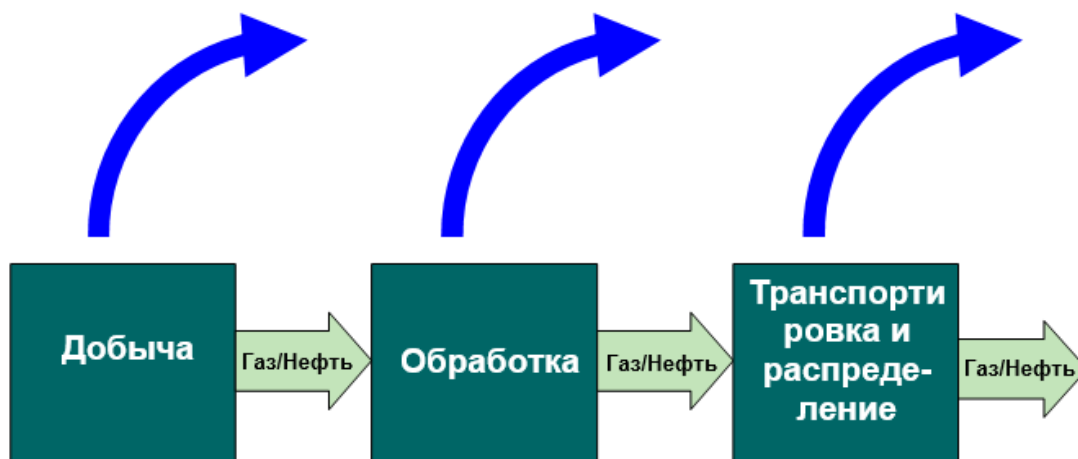 Добыча
Газ/Нефть
Обработка
Газ/Нефть
Транспорти
ровка и
распреде-
ление
Газ/Нефть